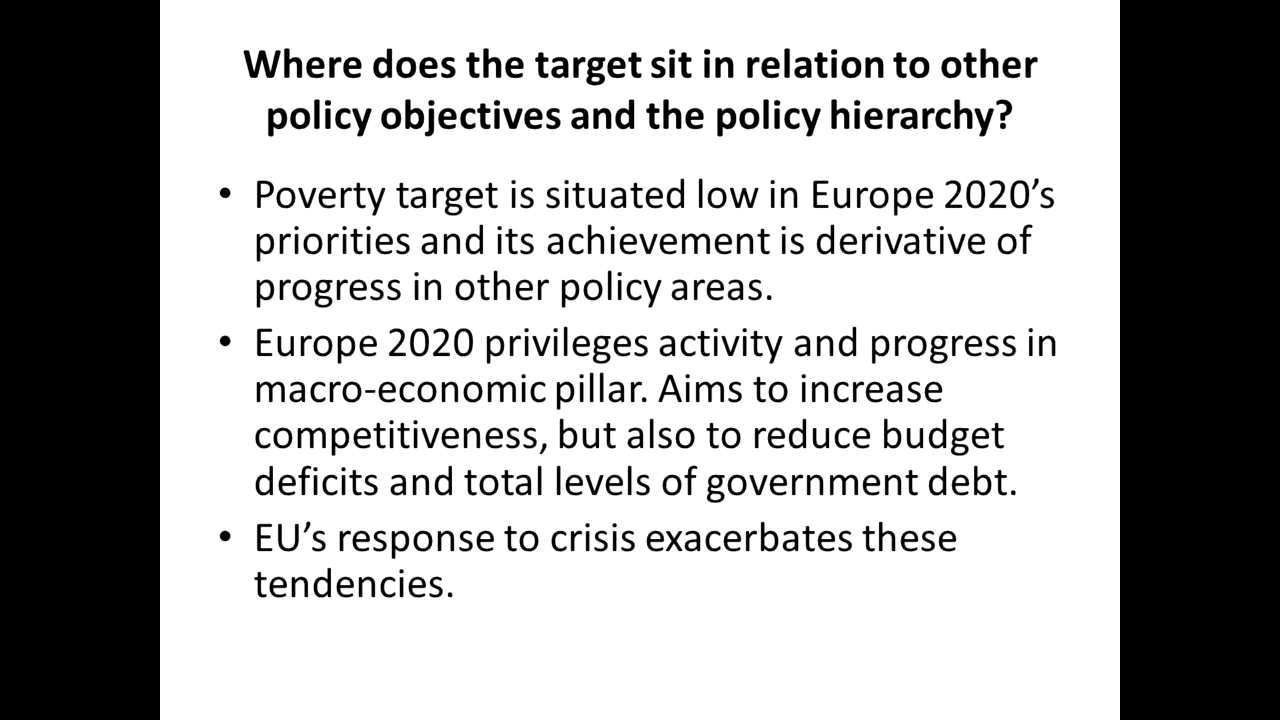 Where does the target sit in relation to other
policy objectives and the policy hierarchy?
• Poverty target is situated low in Europe 2020’s
priorities and its achievement is derivative of
progress in other policy areas.
• Europe 2020 privileges activity and progress in
macro-economic pillar. Aims to increase
competitiveness, but also to reduce budget
deficits and total levels of government debt.
• EU’s response to crisis exacerbates these
tendencies.